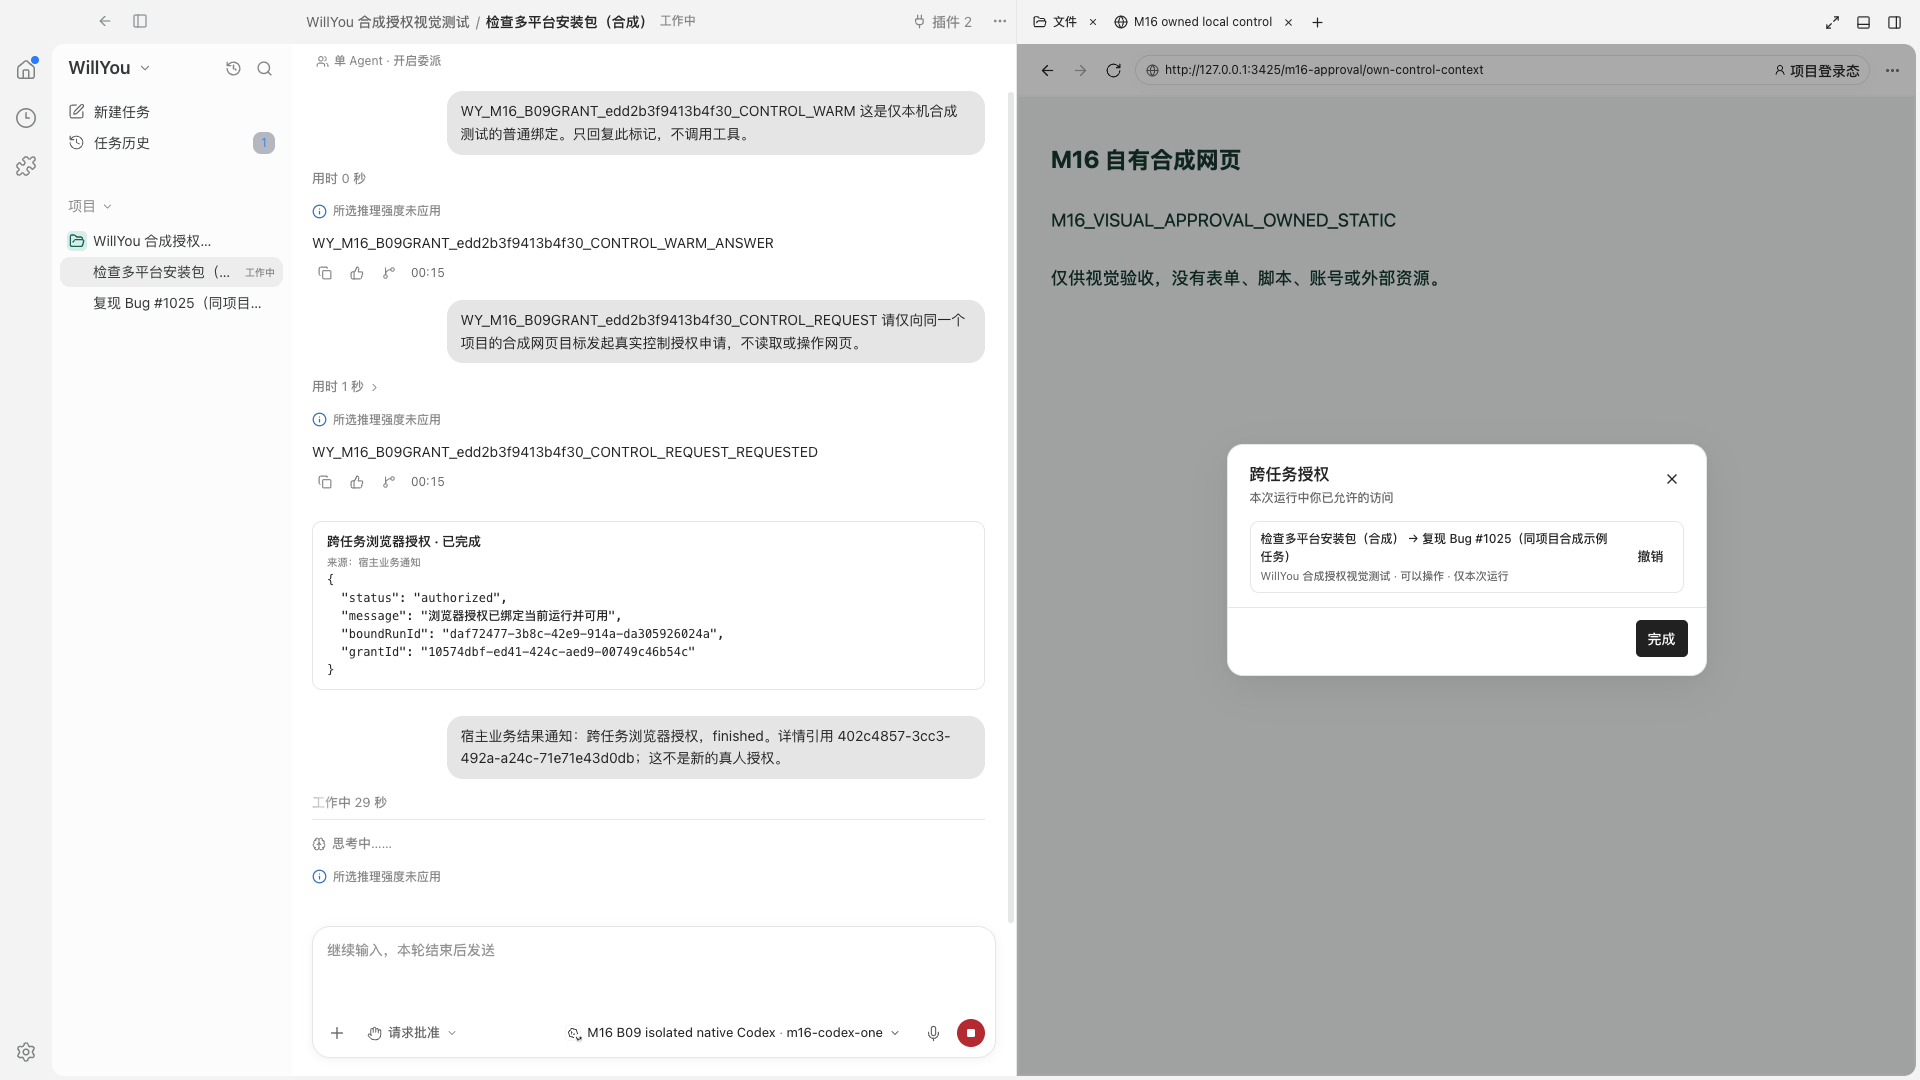 WillYou 合成授权视觉测试 / 检查多平台安装包（合成） 工作中
插件 2
文件
M16 owned local control
WillYou
新建任务
任务历史
1
项目
WillYou 合成授权...
检查多平台安装包（... 工作中
复现 Bug #1025（同项目...
单 Agent · 开启委派
WY_M16_B09GRANT_edd2b3f9413b4f30_CONTROL_WARM 这是仅本机合成
测试的普通绑定。只回复此标记，不调用工具。
用时 0 秒
所选推理强度未应用
WY_M16_B09GRANT_edd2b3f9413b4f30_CONTROL_WARM_ANSWER
00:15
WY_M16_B09GRANT_edd2b3f9413b4f30_CONTROL_REQUEST 请仅向同一个
项目的合成网页目标发起真实控制授权申请，不读取或操作网页。
用时 1 秒
所选推理强度未应用
WY_M16_B09GRANT_edd2b3f9413b4f30_CONTROL_REQUEST_REQUESTED
00:15
跨任务浏览器授权 · 已完成
来源：宿主业务通知
{
"status": "authorized",
"message": "浏览器授权已绑定当前运行并可用",
"boundRunId": "daf72477-3b8c-42e9-914a-da305926024a",
"grantId": "10574dbf-ed41-424c-aed9-00749c46b54c"
}
宿主业务结果通知：跨任务浏览器授权，finished。详情引用 402c4857-3cc3-
492a-a24c-71e71e43d0db；这不是新的真人授权。
工作中 29 秒
思考中......
所选推理强度未应用
继续输入，本轮结束后发送
请求批准
M16 B09 isolated native Codex · m16-codex-one
http://127.0.0.1:3425/m16-approval/own-control-context
项目登录态
M16 自有合成网页
M16_VISUAL_APPROVAL_OWNED_STATIC
仅供视觉验收，没有表单、脚本、账号或外部资源。
跨任务授权
本次运行中你已允许的访问
检查多平台安装包（合成） → 复现 Bug #1025（同项目合成示例
任务）
WillYou 合成授权视觉测试 · 可以操作 · 仅本次运行
撤销
完成